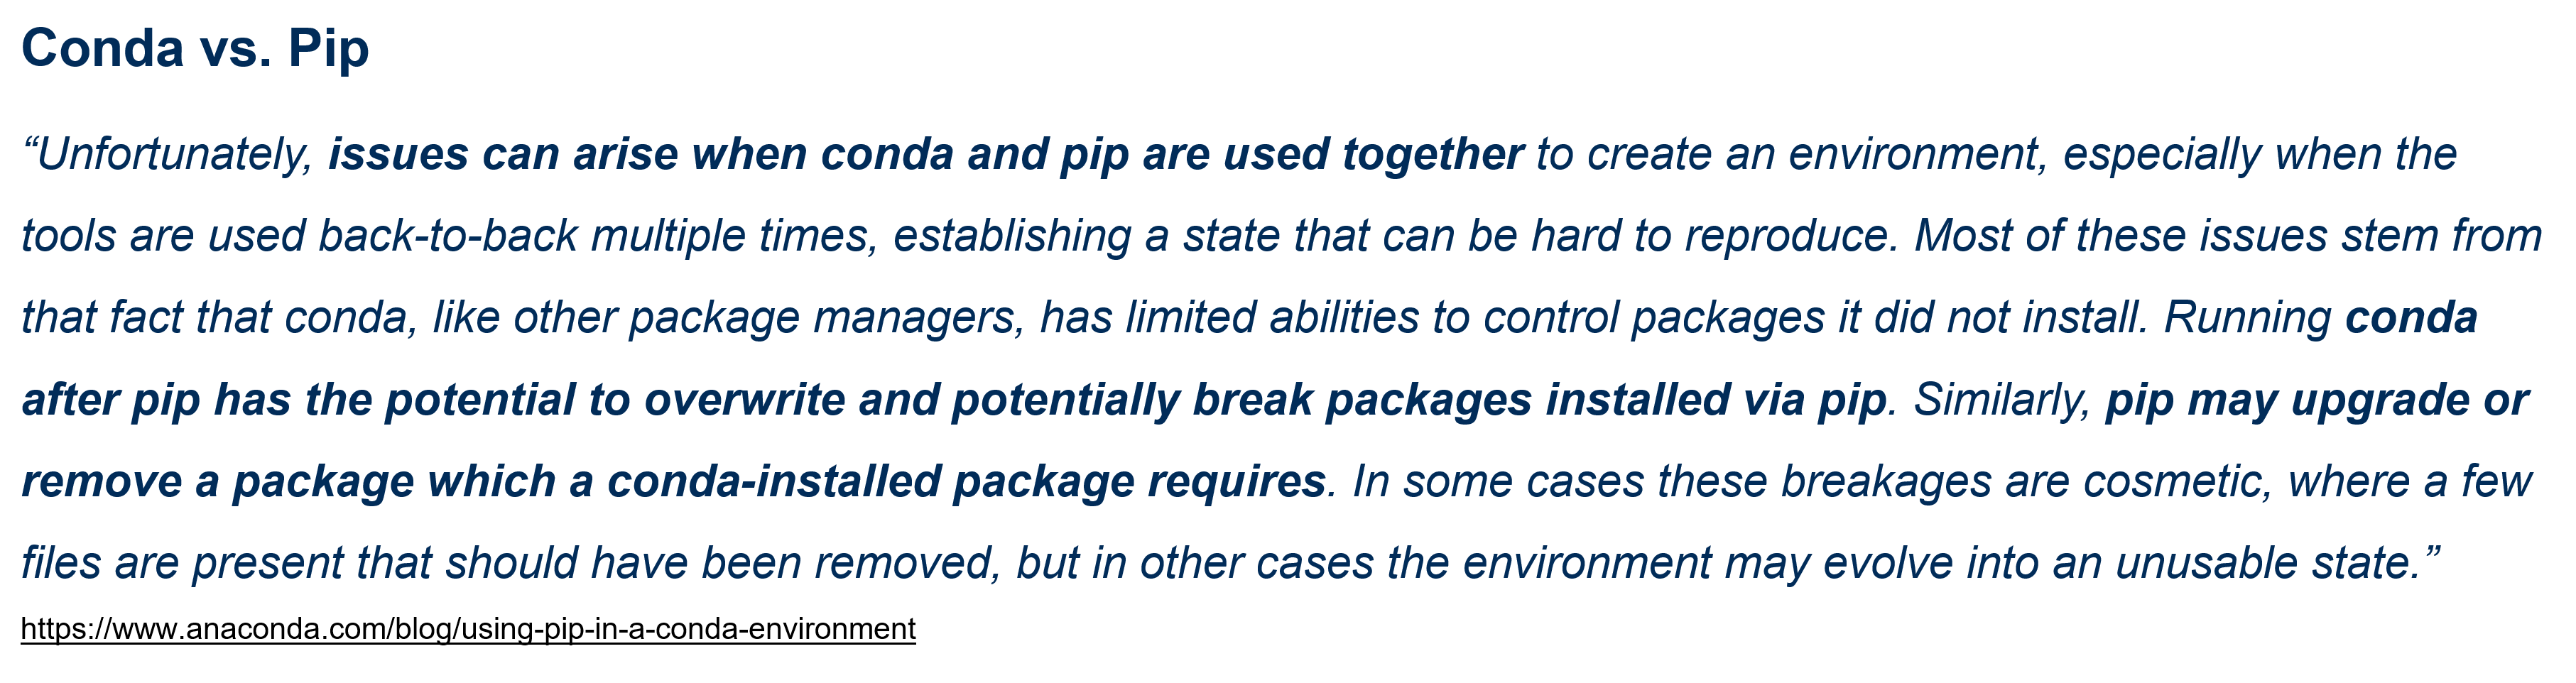 Conda vs. Pip
“Unfortunately, issues can arise when conda and pip are used together to create an environment, especially when the
tools are used back-to-back multiple times, establishing a state that can be hard to reproduce. Most of these issues stem from
that fact that conda, like other package managers, has limited abilities to control packages it did not install. Running conda
after pip has the potential to overwrite and potentially break packages installed via pip. Similarly, pip may upgrade or
remove a package which a conda-installed package requires. In some cases these breakages are cosmetic, where a few
files are present that should have been removed, but in other cases the environment may evolve into an unusable state.”
https://www.anaconda.com/blog/using-pip-in-a-conda-environment